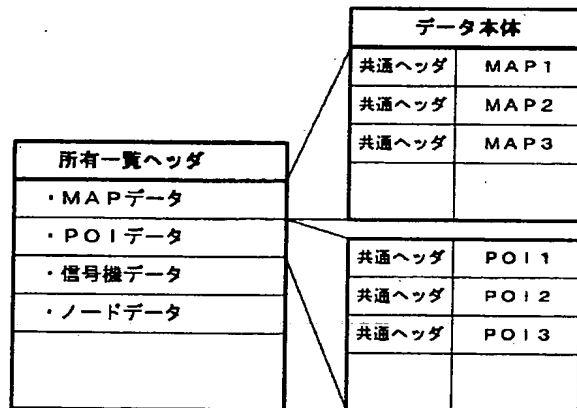 データ本体
共通ヘッダ MAP1
共通ヘッダ MAP2
共通ヘッダ MAP3
所有一覧ヘッダ
・MAPデータ
・POIデータ
・信号機データ
・ノードデータ
共通ヘッダ POI1
共通ヘッダ POI2
共通ヘッダ POI3